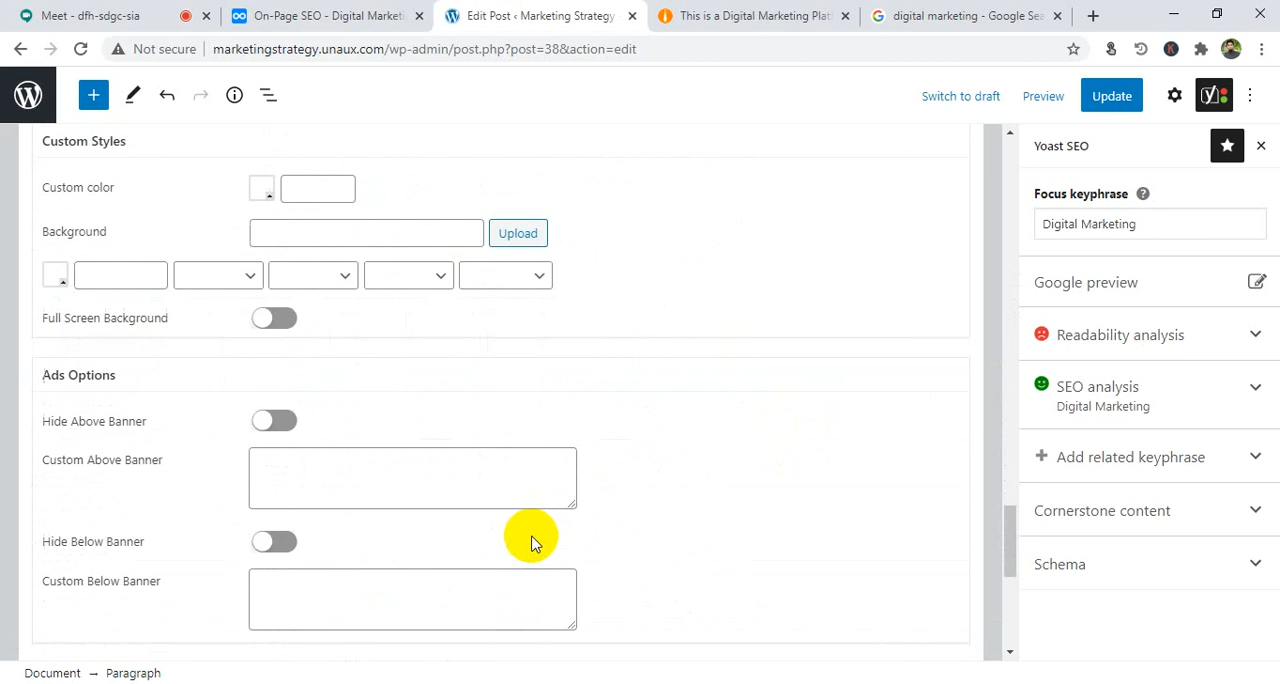 Meet - dfh-sdgc-sia
On-Page SEO - Digital Marketi
Edit Post ‹ Marketing Strategy
This is a Digital Marketing Plat
digital marketing - Google Sea
Not secure
marketingstrategy.unaux.com/wp-admin/post.php?post=38&action=edit
Switch to draft
Preview
Update
Custom Styles
Custom color
Background
Upload
Full Screen Background
Ads Options
Hide Above Banner
Custom Above Banner
Hide Below Banner
Custom Below Banner
Yoast SEO
Focus keyphrase
Digital Marketing
Google preview
Readability analysis
SEO analysis
Digital Marketing
Add related keyphrase
Cornerstone content
Schema
Document → Paragraph